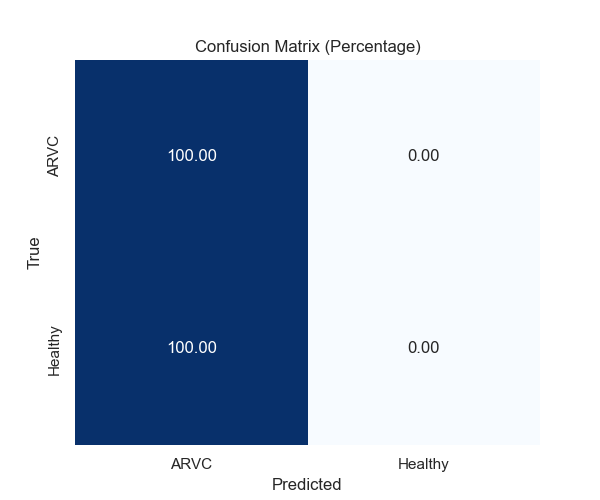 Confusion Matrix (Percentage)
ARVC
100.00
0.00
True
Healthy
100.00
0.00
ARVC
Healthy
Predicted